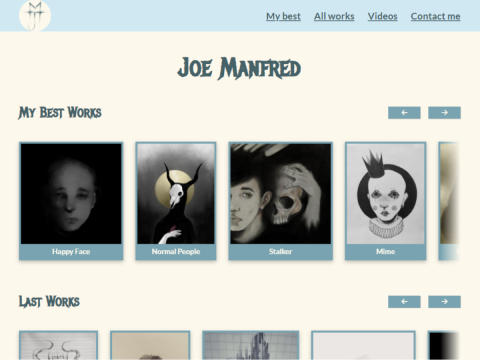 My best All works Videos Contact me
Joe Manfred
My Best Works
Happy Face Normal People Stalker Mime
Last Works